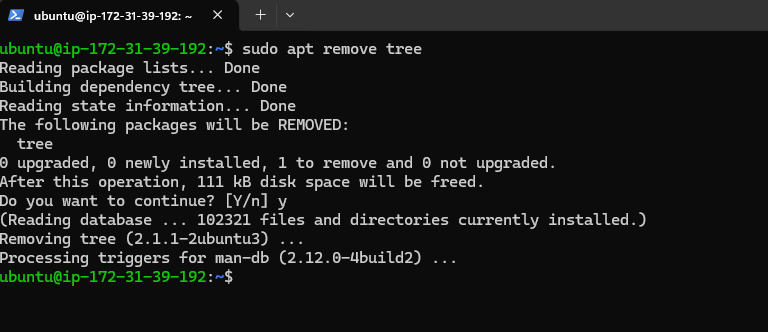 ubuntu@ip-172-31-39-192: ~
ubuntu@ip-172-31-39-192:~$ sudo apt remove tree
Reading package lists... Done
Building dependency tree... Done
Reading state information... Done
The following packages will be REMOVED:
  tree
0 upgraded, 0 newly installed, 1 to remove and 0 not upgraded.
After this operation, 111 kB disk space will be freed.
Do you want to continue? [Y/n] y
(Reading database ... 102321 files and directories currently installed.)
Removing tree (2.1.1-2ubuntu3) ...
Processing triggers for man-db (2.12.0-4build2) ...
ubuntu@ip-172-31-39-192:~$